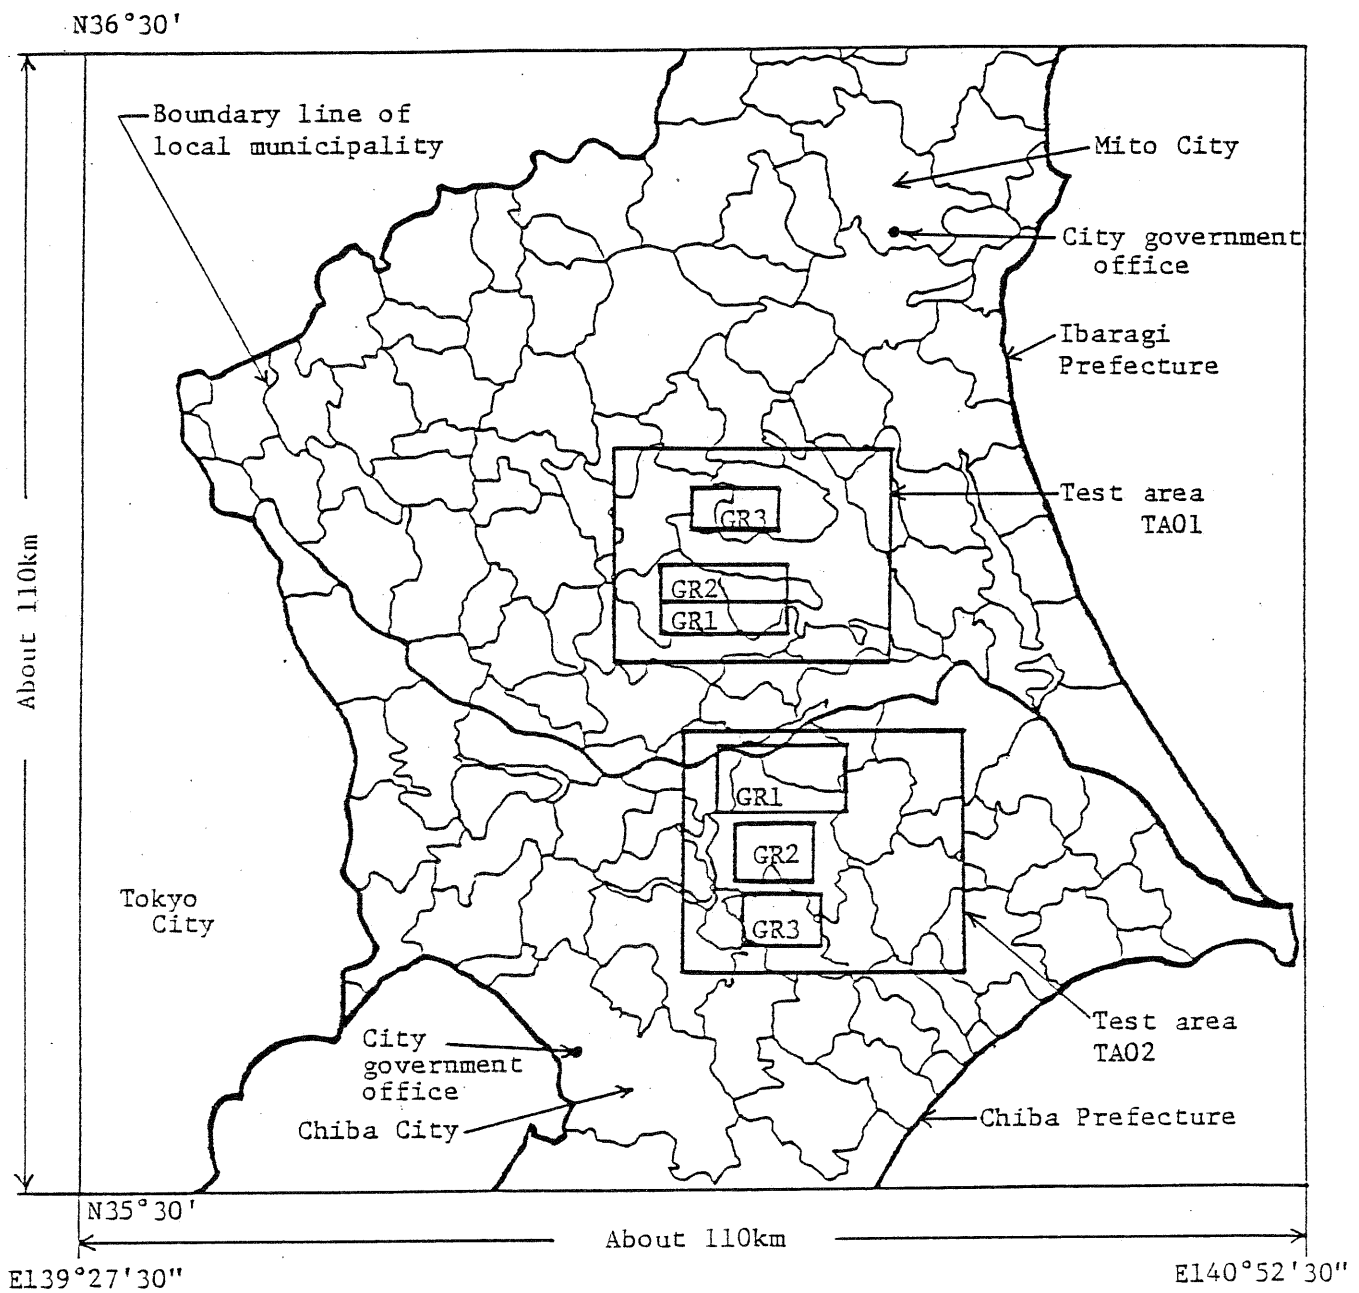 N36°30'
Boundary line of
local municipality
Mito City
City government
office
Ibaragi
Prefecture
Test area
TA01
GR3
GR2
GR1
About 110km
GR1
GR2
GR3
Tokyo
City
Test area
TA02
City
government
office
Chiba City
Chiba Prefecture
N35°30'
About 110km
E139°27'30"
E140°52'30"